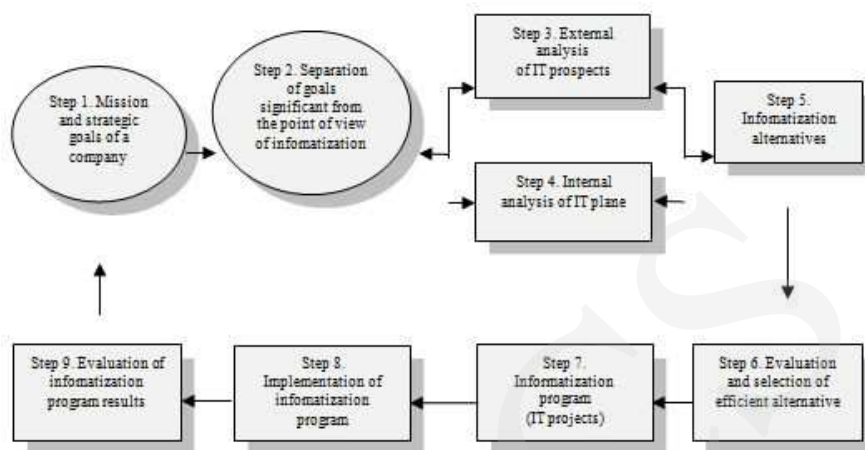 Step 1. Mission
and strategic
goals of a
company
Step 2. Separation
of goals
significant from
the point of view
of infomatization
Step 3. External
analysis
of IT prospects
Step 4. Internal
analysis of IT plane
Step 5.
Infomatization
alternatives
Step 6. Evaluation
and selection of
efficient alternative
Step 7.
Informatization
program
(IT projects)
Step 8.
Implementation of
infomatization
program
Step 9. Evaluation of
infomatization
program results